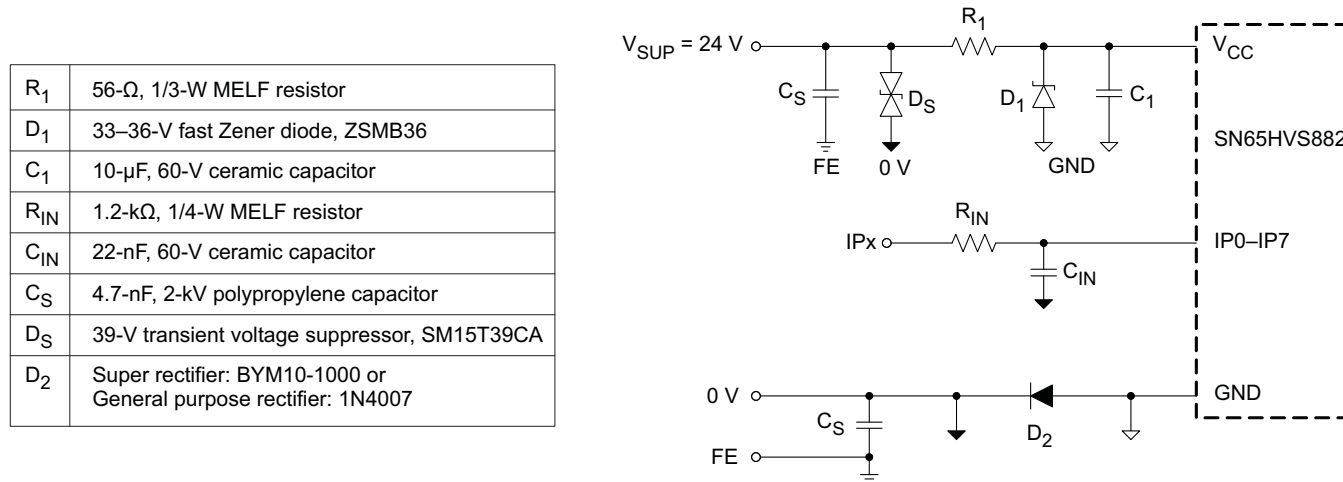 R1 56-Ω, 1/3-W MELF resistor
D1 33–36-V fast Zener diode, ZSMB36
C1 10-µF, 60-V ceramic capacitor
RIN 1.2-kΩ, 1/4-W MELF resistor
CIN 22-nF, 60-V ceramic capacitor
CS 4.7-nF, 2-kV polypropylene capacitor
DS 39-V transient voltage suppressor, SM15T39CA
D2 Super rectifier: BYM10-1000 or
General purpose rectifier: 1N4007
VSUP = 24 V
R1
VCC
CS
DS
D1
C1
FE
0 V
GND
SN65HVS882
RIN
IPx
IP0–IP7
CIN
0 V
GND
CS
D2
FE